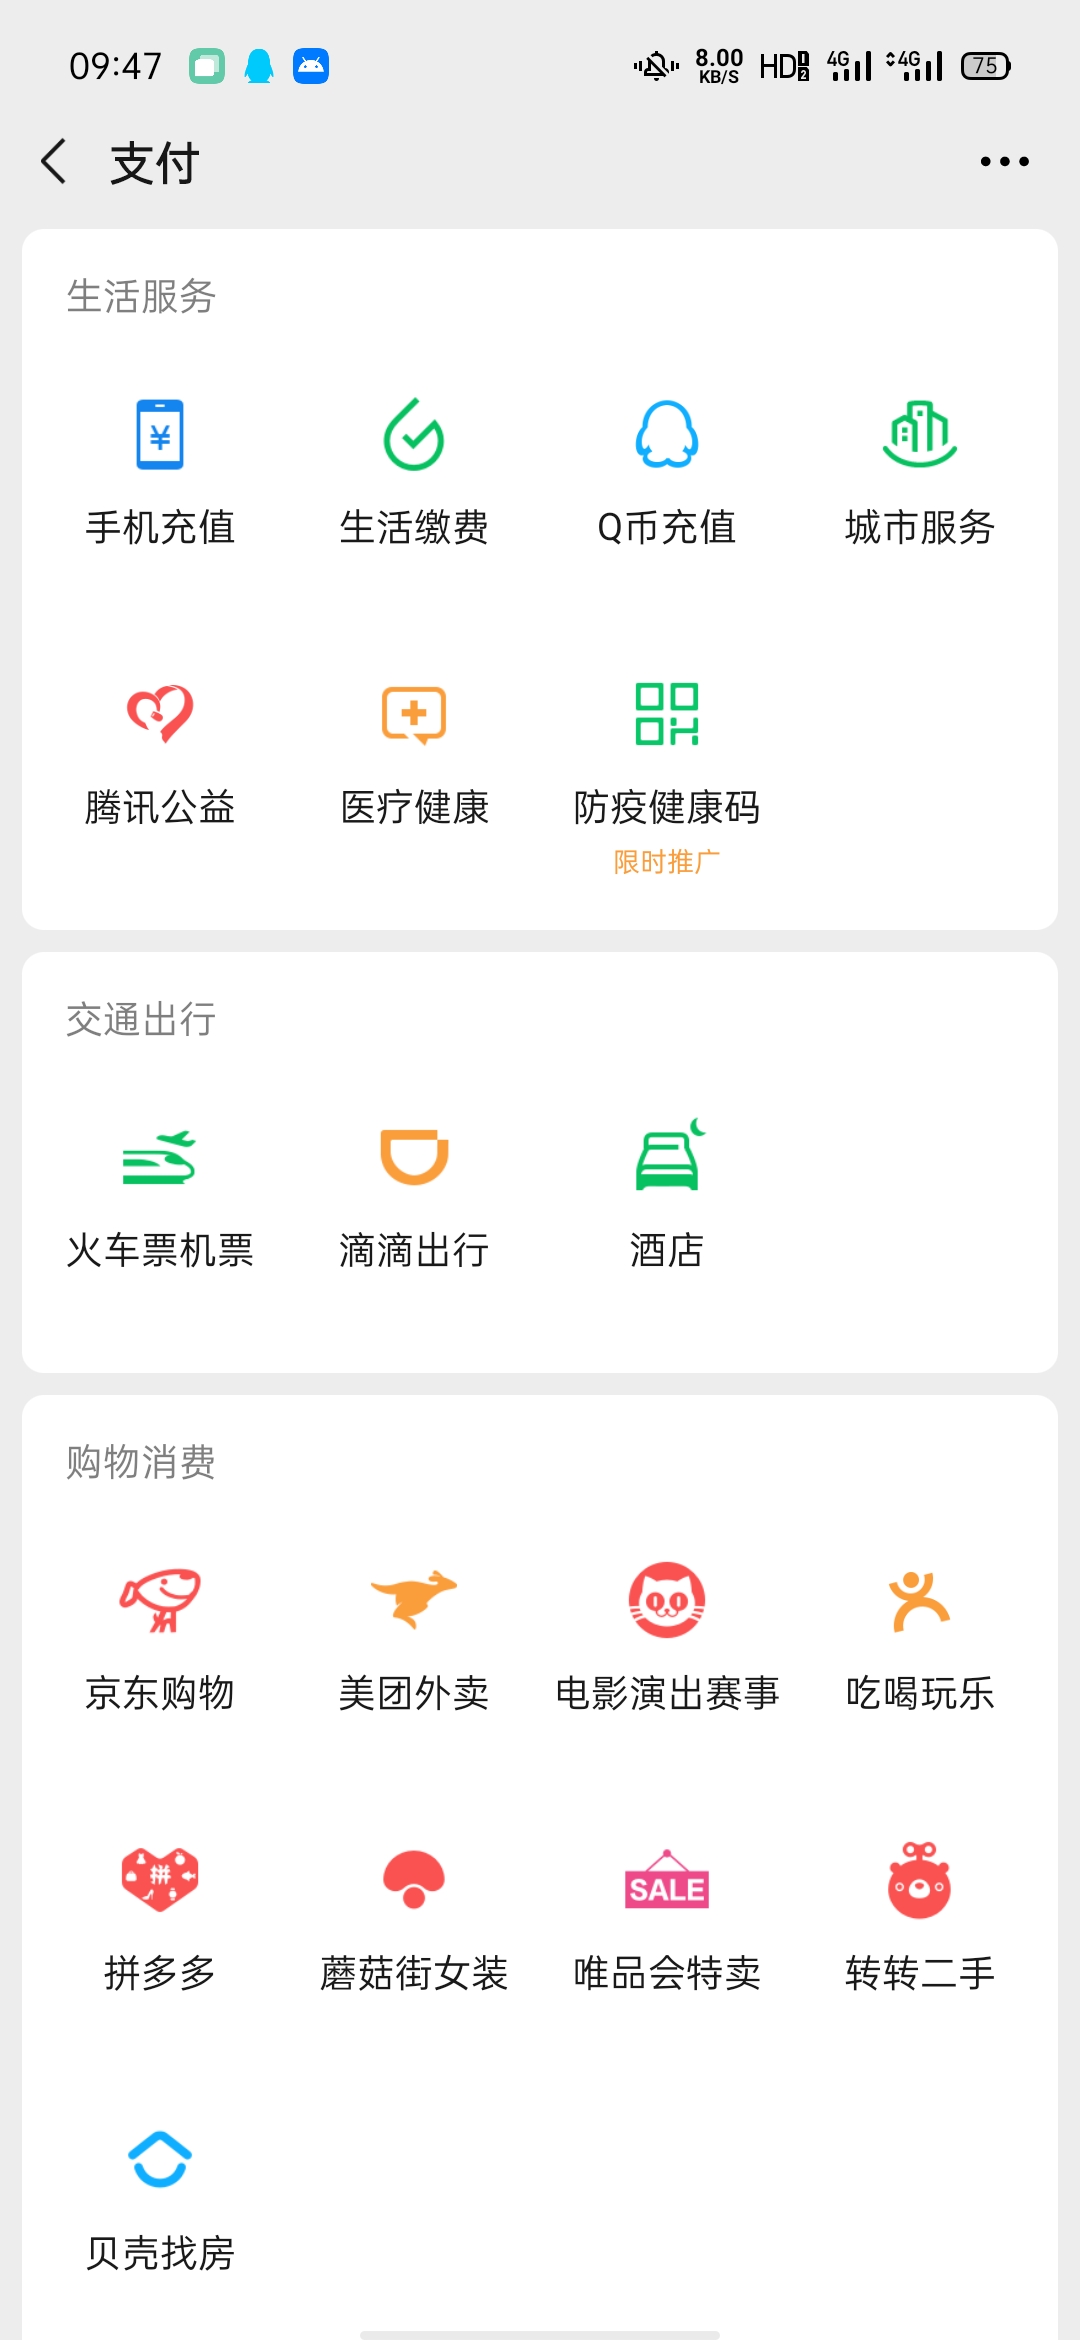 09:47
8.00 KB/S HD 1 2 4G 4G 75
支付
生活服务
¥
手机充值 生活缴费 Q币充值 城市服务
腾讯公益 医疗健康 防疫健康码
限时推广
交通出行
火车票机票 滴滴出行 酒店
购物消费
京东购物 美团外卖 电影演出赛事 吃喝玩乐
拼 SALE
拼多多 蘑菇街女装 唯品会特卖 转转二手
贝壳找房